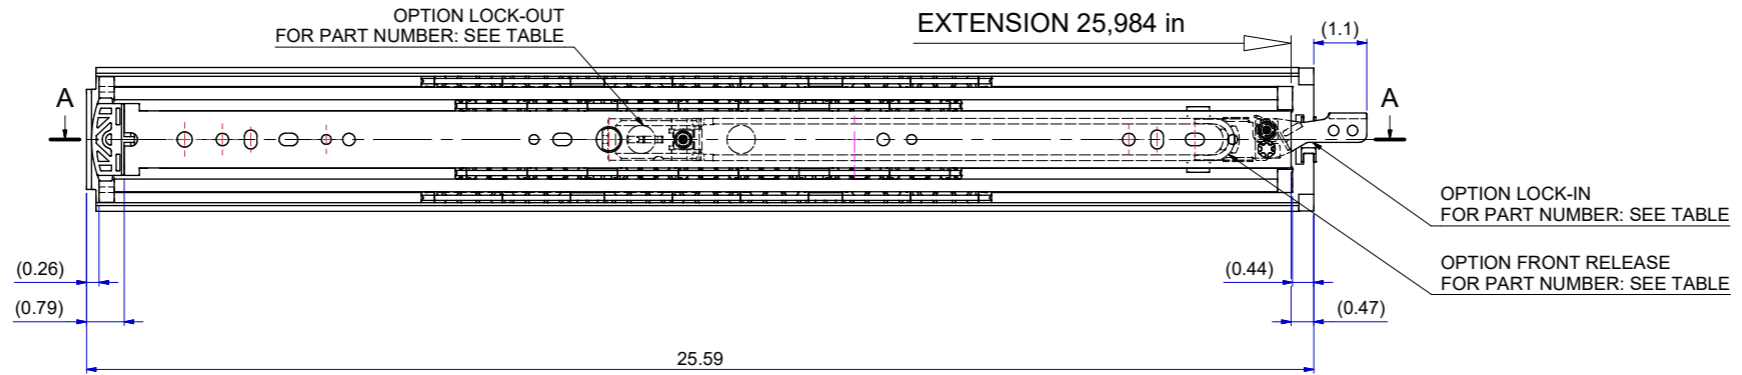 OPTION LOCK-OUT
FOR PART NUMBER: SEE TABLE
EXTENSION 25,984 in
(1.1)
A
A
OPTION LOCK-IN
FOR PART NUMBER: SEE TABLE
OPTION FRONT RELEASE
FOR PART NUMBER: SEE TABLE
(0.26)
(0.44)
(0.79)
(0.47)
25.59